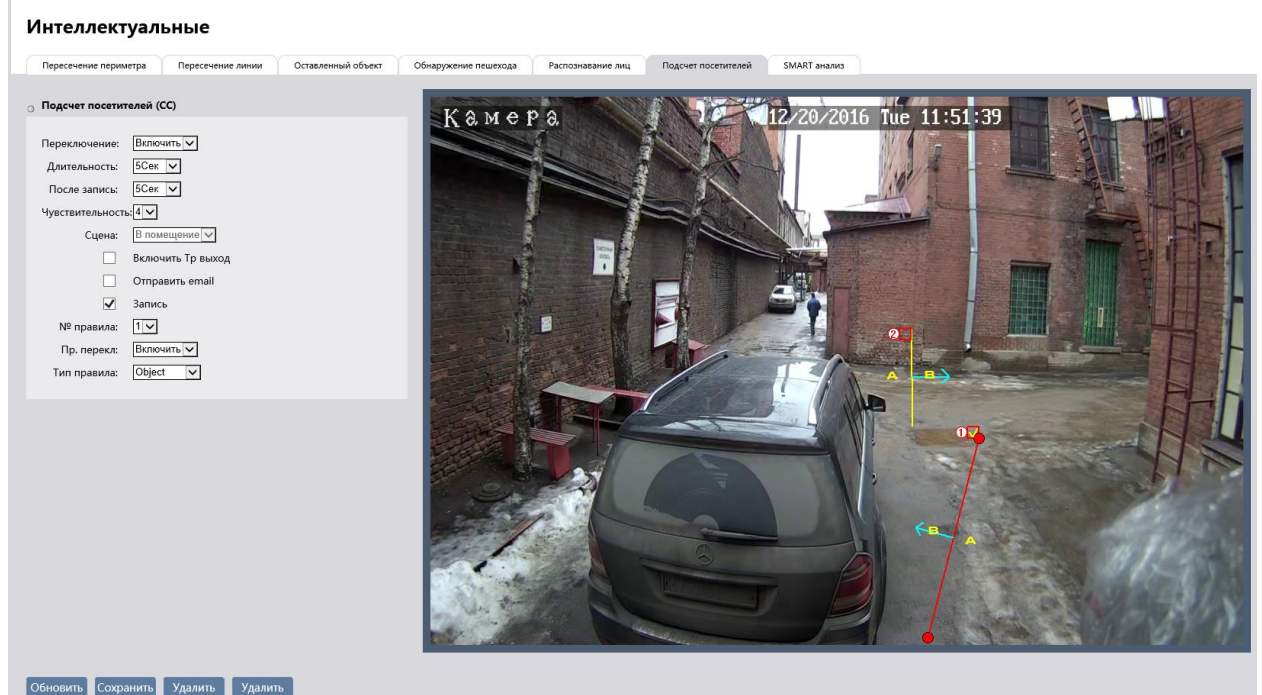 Интеллектуальные
Пересечение периметра Пересечение линии Оставленный объект Обнаружение пешехода Распознавание лиц Подсчет посетителей SMART анализ
Подсчет посетителей (CC)
Переключение: Включить
Длительность: 5Сек
После запись: 5Сек
Чувствительность: 4
Сцена: В помещение
Включить Тр выход
Отправить email
Запись
№ правила: 1
Пр. перекл: Включить
Тип правила: Object
Камера 12/20/2016 Tue 11:51:39
2
A B
1
B A
Обновить Сохранить Удалить Удалить